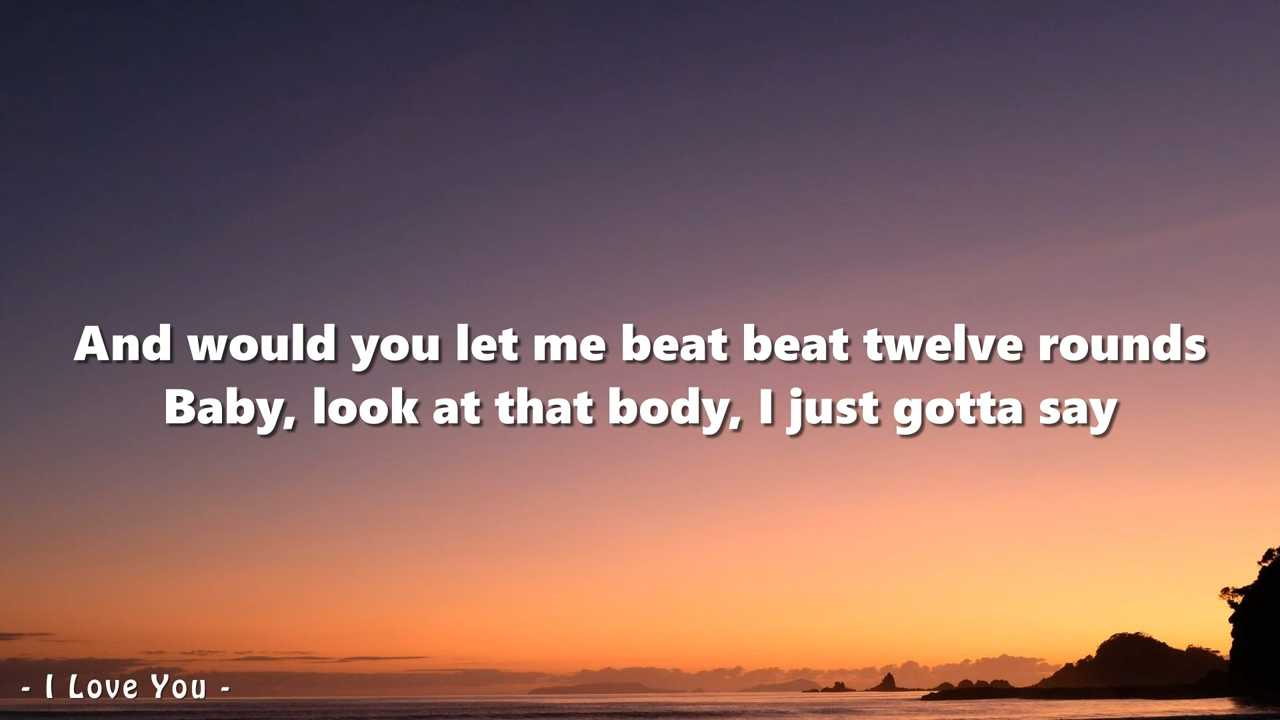 And would you let me beat beat twelve rounds
Baby, look at that body, I just gotta say
- I Love You -